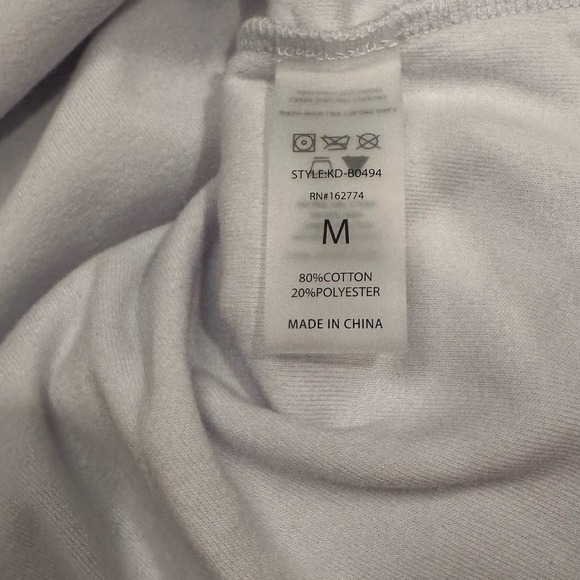 STYLE:KD-B0494
RN#162774
M
80%COTTON
20%POLYESTER
MADE IN CHINA